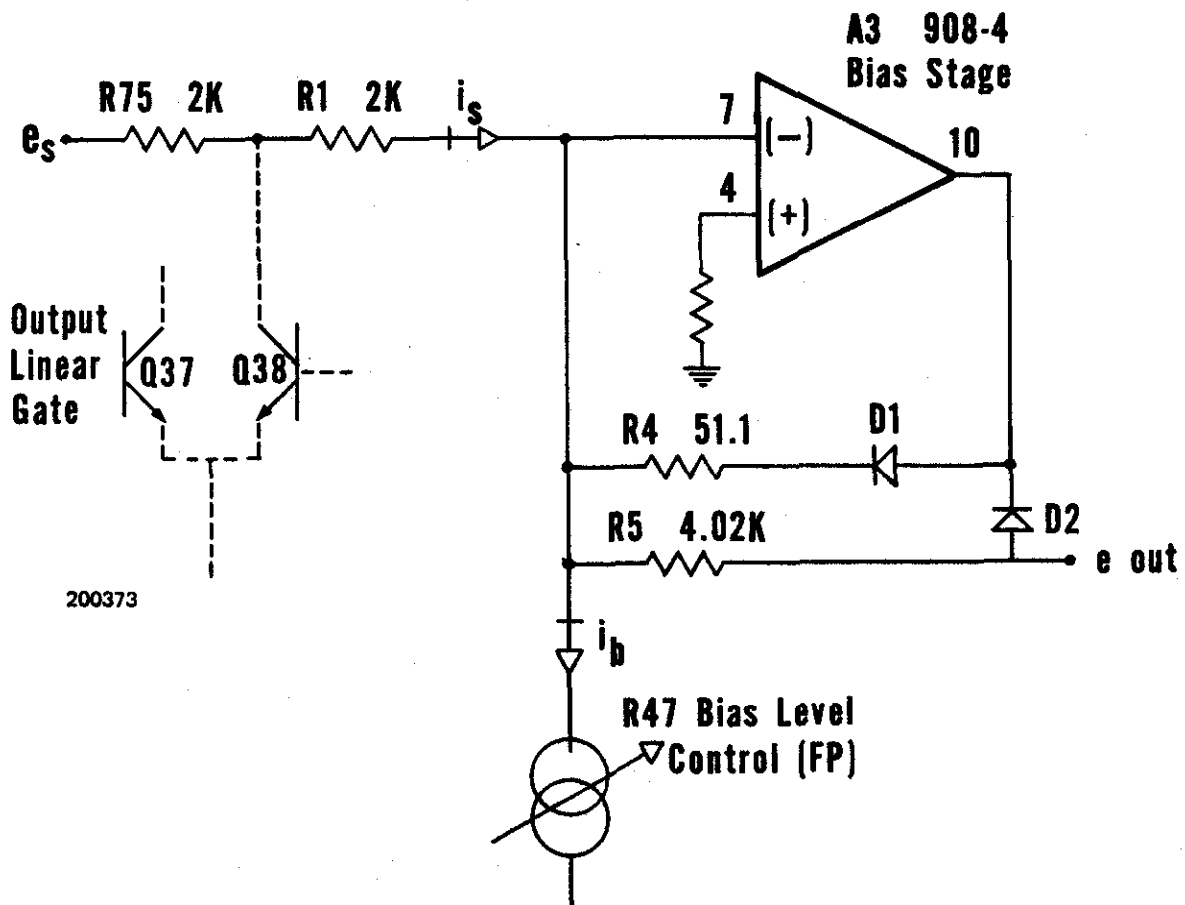 A3 908-4
Bias Stage
R75 2K
R1 2K
is
es
7
(-)
10
4
(+)
Output
Linear
Gate
Q37
Q38
R4 51.1
D1
R5 4.02K
D2
e out
200373
ib
R47 Bias Level
Control (FP)